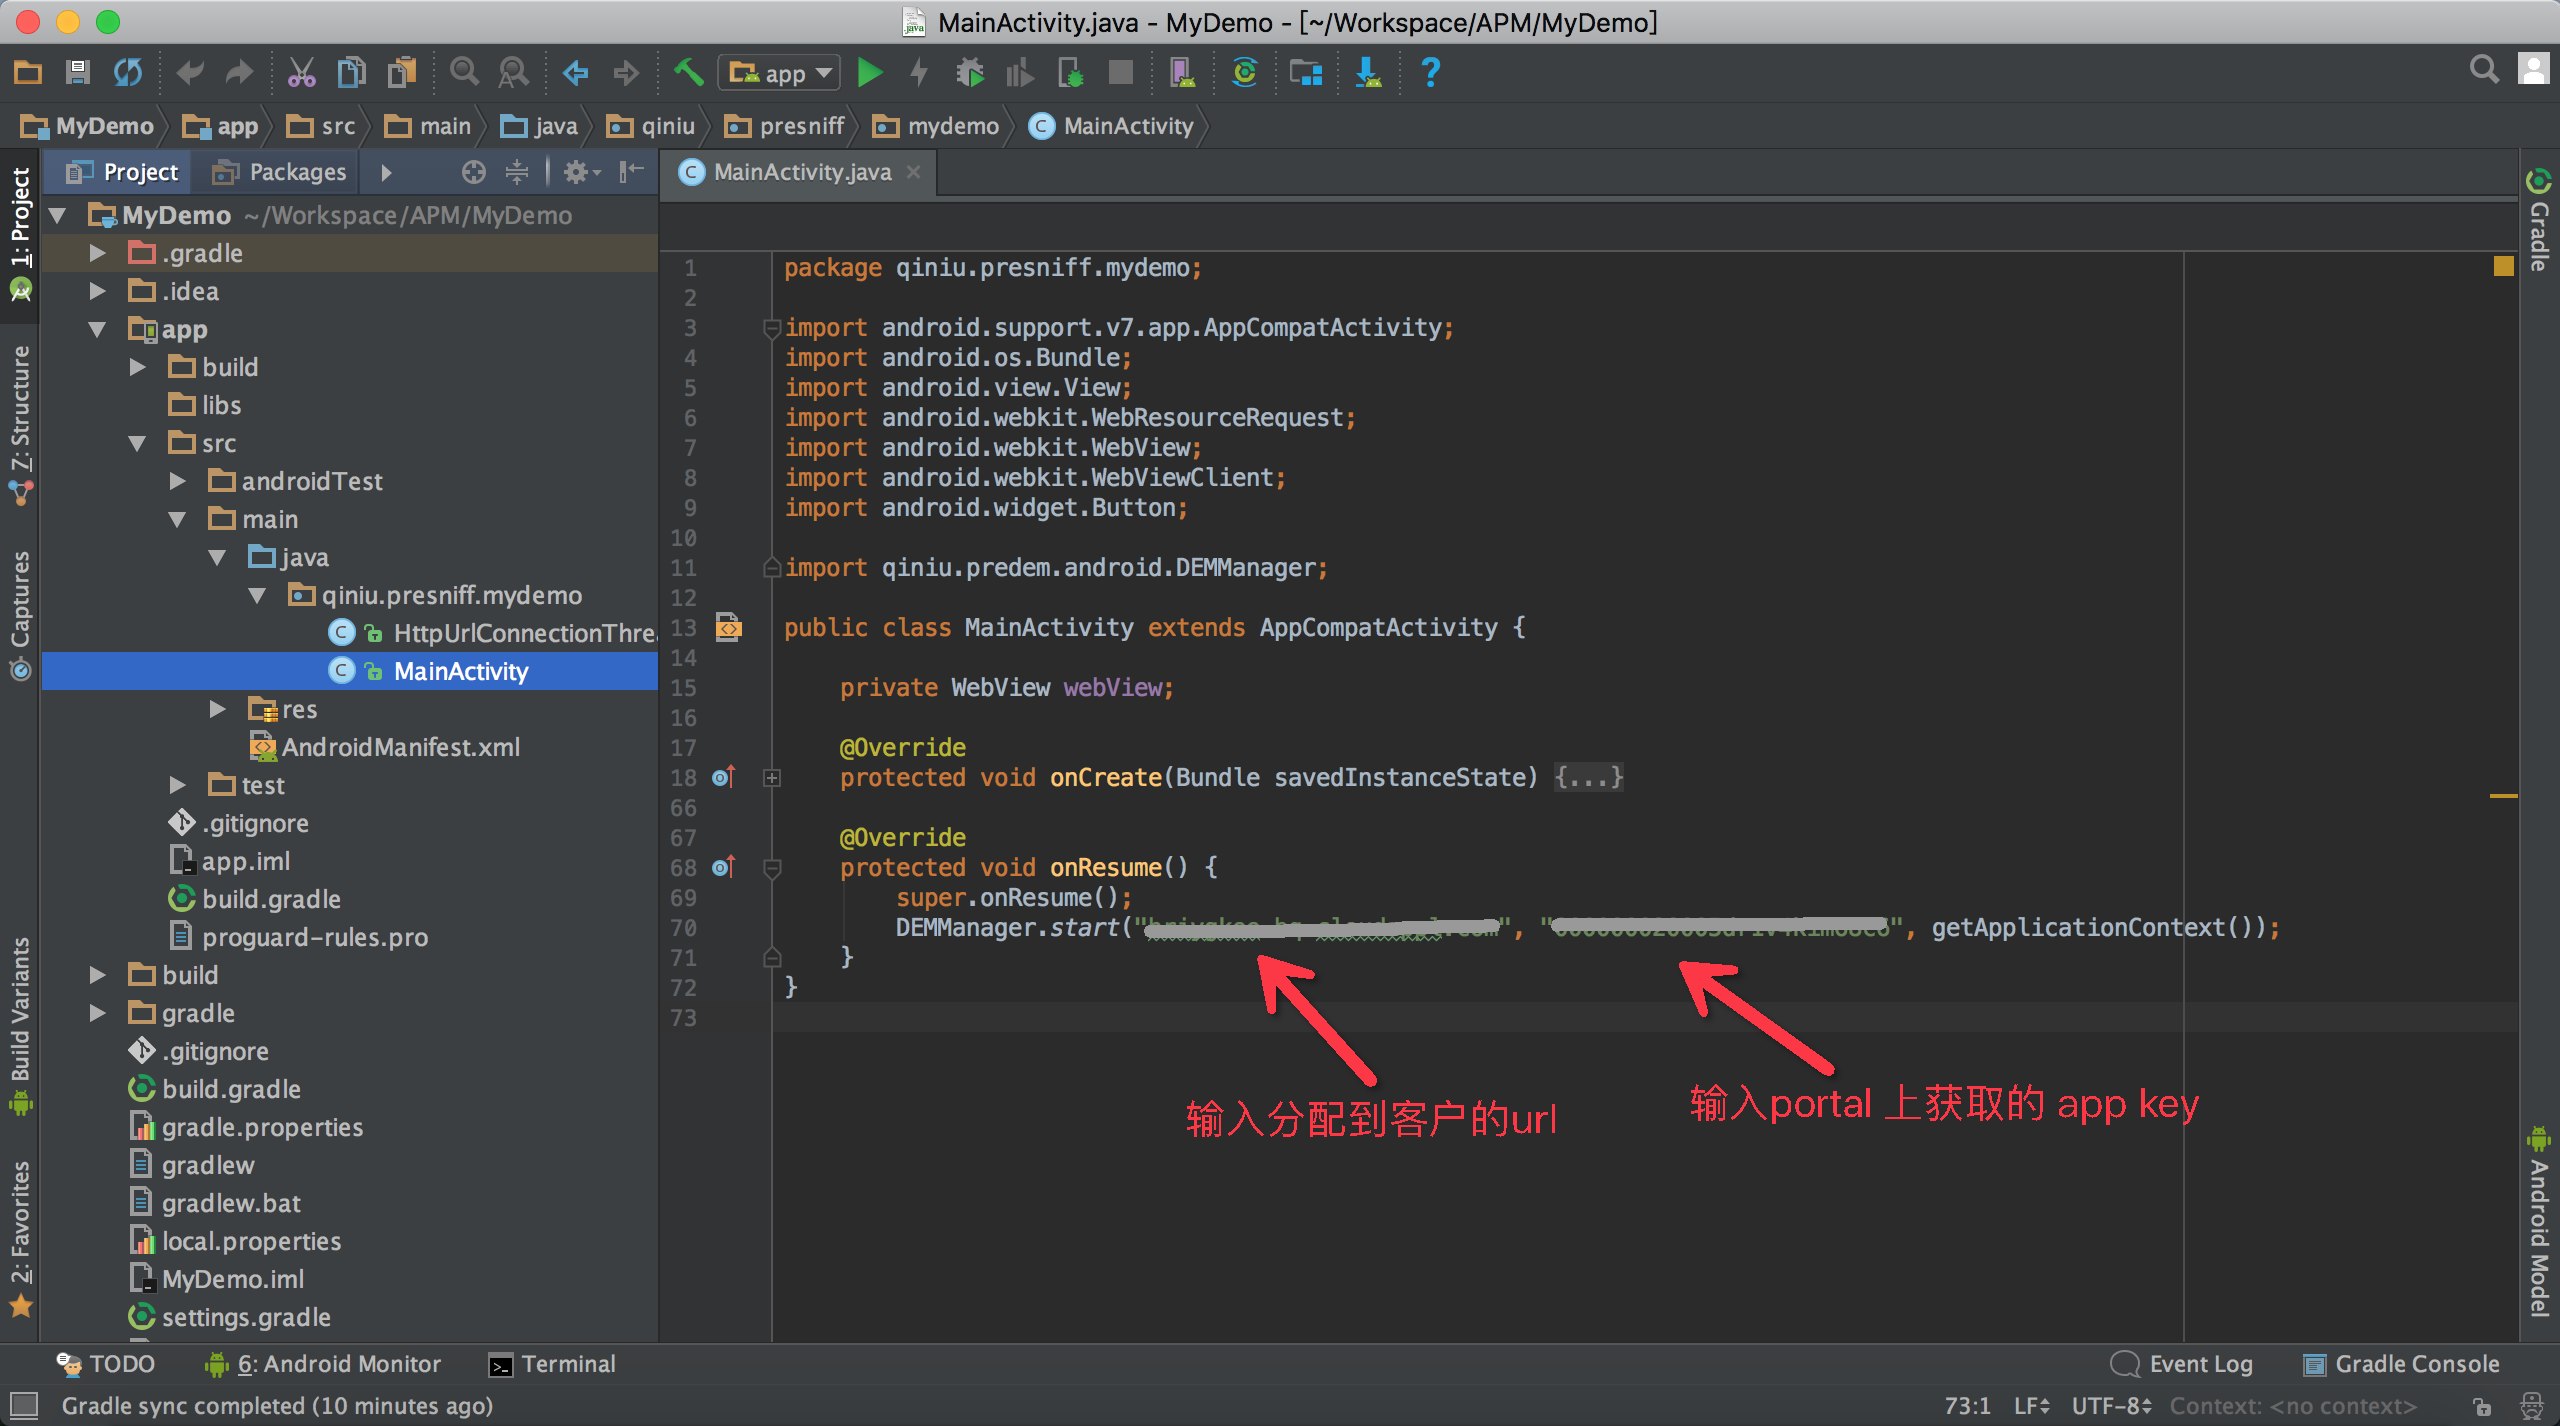 MainActivity.java - MyDemo - [~/Workspace/APM/MyDemo]
app
MyDemo app src main java qiniu presniff mydemo MainActivity
Project Packages
MainActivity.java
1: Project
7: Structure
Captures
Build Variants
2: Favorites
MyDemo ~/Workspace/APM/MyDemo
.gradle
.idea
app
build
libs
src
androidTest
main
java
qiniu.presniff.mydemo
HttpUrlConnectionThre
MainActivity
res
AndroidManifest.xml
test
.gitignore
app.iml
build.gradle
proguard-rules.pro
build
gradle
.gitignore
build.gradle
gradle.properties
gradlew
gradlew.bat
local.properties
MyDemo.iml
settings.gradle
1 package qiniu.presniff.mydemo;
2
3 import android.support.v7.app.AppCompatActivity;
4 import android.os.Bundle;
5 import android.view.View;
6 import android.webkit.WebResourceRequest;
7 import android.webkit.WebView;
8 import android.webkit.WebViewClient;
9 import android.widget.Button;
10
11 import qiniu.predem.android.DEMManager;
12
13 public class MainActivity extends AppCompatActivity {
14
15 private WebView webView;
16
17 @Override
18 protected void onCreate(Bundle savedInstanceState) {...}
66
67 @Override
68 protected void onResume() {
69 super.onResume();
70 DEMManager.start("", "", getApplicationContext());
71 }
72 }
73
输入分配到客户的url
输入portal 上获取的 app key
Gradle
Android Model
TODO 6: Android Monitor Terminal Event Log Gradle Console
Gradle sync completed (10 minutes ago) 73:1 LF UTF-8 Context: <no context>